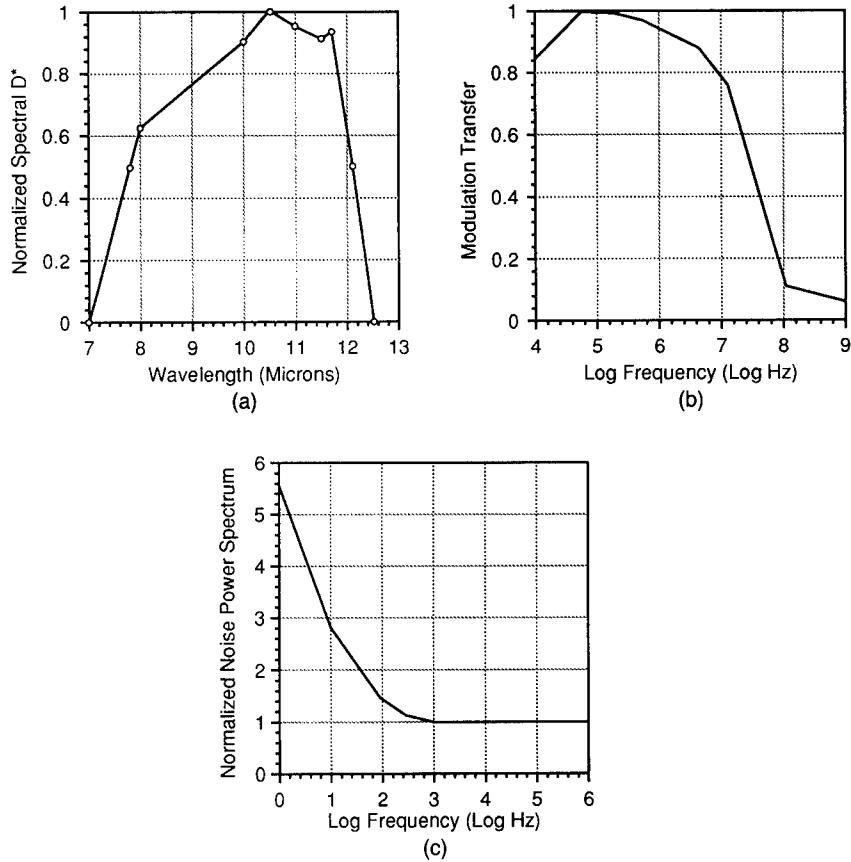 Normalized Spectral D*
1
0.8
0.6
0.4
0.2
0
7 8 9 10 11 12 13
Wavelength (Microns)
(a)
Modulation Transfer
1
0.8
0.6
0.4
0.2
0
4 5 6 7 8 9
Log Frequency (Log Hz)
(b)
Normalized Noise Power Spectrum
6
5
4
3
2
1
0
0 1 2 3 4 5 6
Log Frequency (Log Hz)
(c)